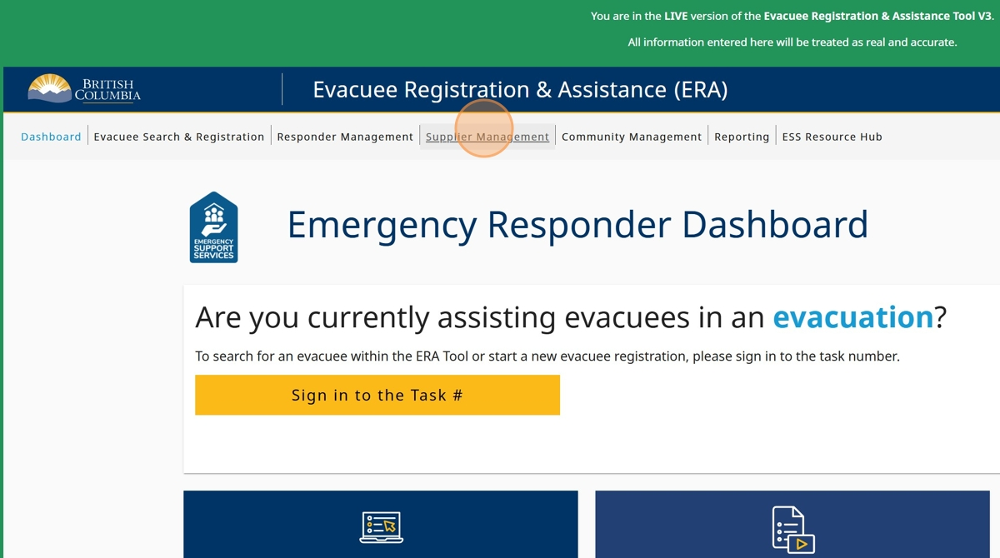 You are in the LIVE version of the Evacuee Registration & Assistance Tool V3.
All information entered here will be treated as real and accurate.
BRITISH
COLUMBIA
Evacuee Registration & Assistance (ERA)
Dashboard Evacuee Search & Registration Responder Management Supplier Management Community Management Reporting ESS Resource Hub
EMERGENCY
SUPPORT
SERVICES
Emergency Responder Dashboard
Are you currently assisting evacuees in an evacuation?
To search for an evacuee within the ERA Tool or start a new evacuee registration, please sign in to the task number.
Sign in to the Task #